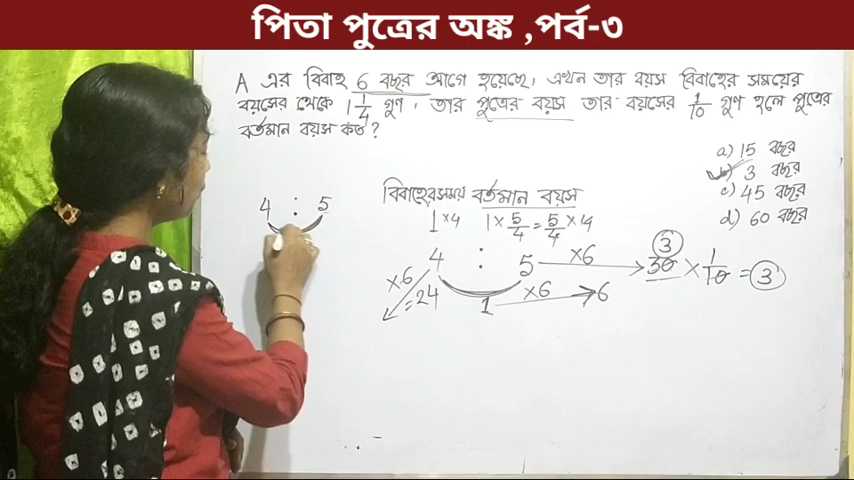 পিতা পুত্রের অঙ্ক ,পর্ব-৩
A এর বিবাহ 6 বছর আগে হয়েছে। এখন তার বয়স বিবাহের সময়ের
বয়সের থেকে 1 1/4 গুণ। তার পুত্রের বয়স তার বয়সের 1/10 গুণ হলে পুত্রের
বর্তমান বয়স কত?
a) 15 বছর
b) 3 বছর
c) 45 বছর
d) 60 বছর
বিবাহের সময় বর্তমান বয়স
1×4 1×5/4=5/4×4
4 : 5
4 : 5 ×6 30 × 1/10 = 3
3
×6 =24 1 ×6 6